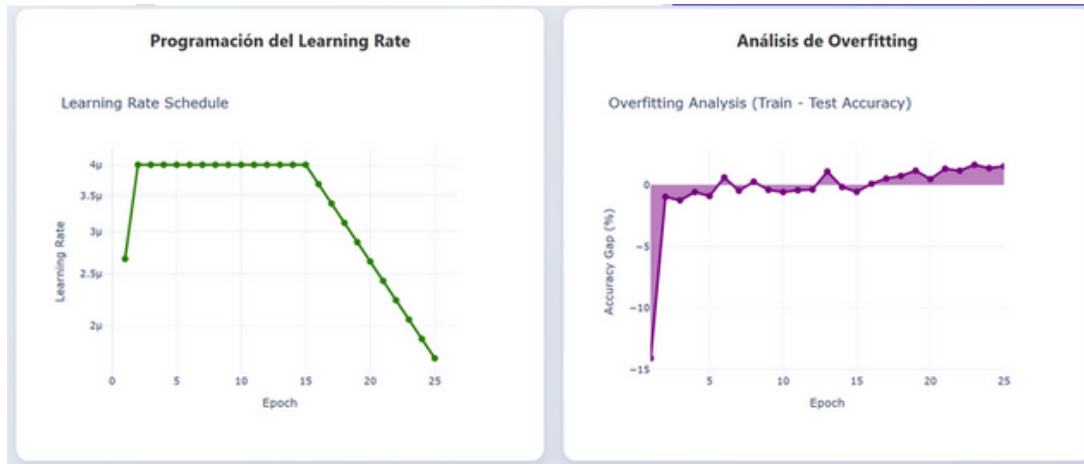 Programación del Learning Rate
Learning Rate Schedule
4μ
3.5μ
3μ
2.5μ
2μ
Learning Rate
0 5 10 15 20 25
Epoch
Análisis de Overfitting
Overfitting Analysis (Train - Test Accuracy)
0
−5
−10
−15
Accuracy Gap (%)
5 10 15 20 25
Epoch